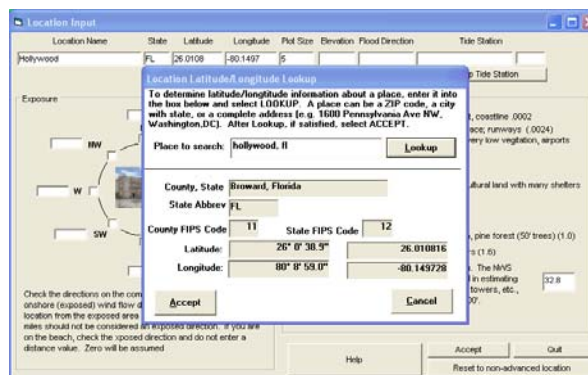 Location Input
Location Name State Latitude Longitude Plot Size Elevation Flood Direction Tide Station
Hollywood FL 26.0108 -80.1497 5
Tide Station
Exposure
Location Latitude/Longitude Lookup
To determine latitude/longtitude information about a place, enter it into
the box below and select LOOKUP. A place can be a ZIP code, a city
with state, or a complete address (e.g. 1600 Pennsylvania Ave NW,
Washington,DC). After Lookup, if satisfied, select ACCEPT.
Place to search: hollywood, fl Lookup
County, State Broward, Florida
State Abbrev FL
County FIPS Code 11 State FIPS Code 12
Latitude: 26° 0' 38.9" 26.010816
Longitude: 80° 8' 59.0" -80.149728
Accept Cancel
NW
W
SW
, coastline .0002
runways (.0024)
very low vegitation, airports
land with many shelters
, pine forest (50' trees) (1.0)
(1.6)
The NWS
in estimating
towers, etc.,
32.8
Check the directions on the
onshore (exposed) wind flow
location from the exposed area
miles should not be considered an exposed direction. If you are
on the beach, check the xposed direction and do not enter a
distance value. Zero will be assumed
Help Accept Quit
Reset to non-advanced location